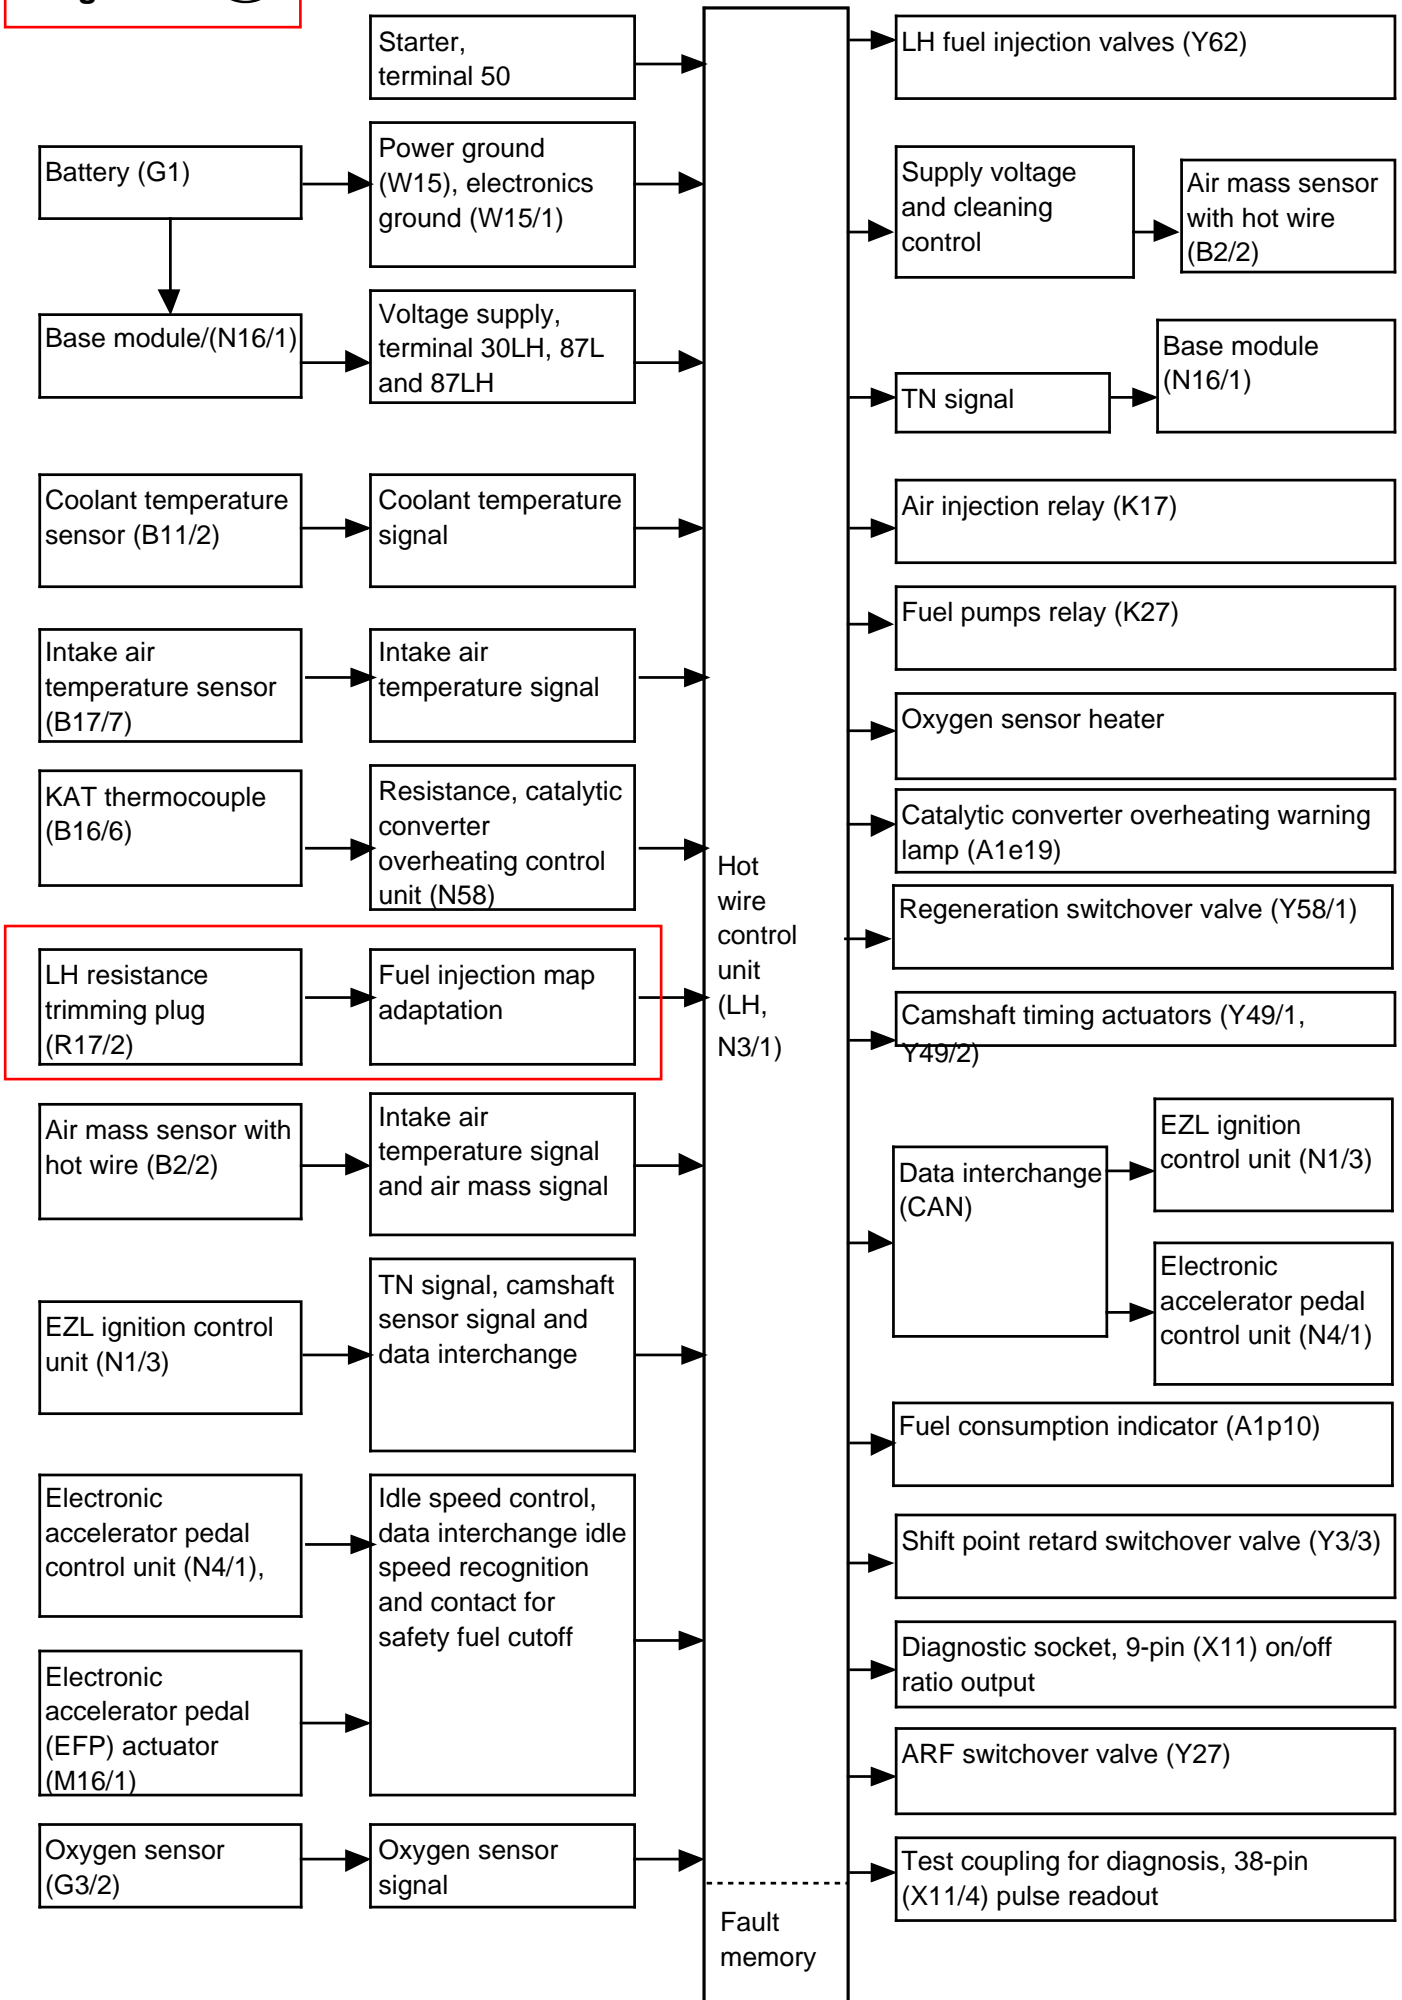 Starter,
terminal 50
Battery (G1)
Power ground
(W15), electronics
ground (W15/1)
Base module/(N16/1)
Voltage supply,
terminal 30LH, 87L
and 87LH
Coolant temperature
sensor (B11/2)
Coolant temperature
signal
Intake air
temperature sensor
(B17/7)
Intake air
temperature signal
KAT thermocouple
(B16/6)
Resistance, catalytic
converter
overheating control
unit (N58)
LH resistance
trimming plug
(R17/2)
Fuel injection map
adaptation
Air mass sensor with
hot wire (B2/2)
Intake air
temperature signal
and air mass signal
EZL ignition control
unit (N1/3)
TN signal, camshaft
sensor signal and
data interchange
Electronic
accelerator pedal
control unit (N4/1),
Idle speed control,
data interchange idle
speed recognition
and contact for
safety fuel cutoff
Electronic
accelerator pedal
(EFP) actuator
(M16/1)
Oxygen sensor
(G3/2)
Oxygen sensor
signal
Hot
wire
control
unit
(LH,
N3/1)
Fault
memory
LH fuel injection valves (Y62)
Supply voltage
and cleaning
control
Air mass sensor
with hot wire
(B2/2)
TN signal
Base module
(N16/1)
Air injection relay (K17)
Fuel pumps relay (K27)
Oxygen sensor heater
Catalytic converter overheating warning
lamp (A1e19)
Regeneration switchover valve (Y58/1)
Camshaft timing actuators (Y49/1,
Y49/2)
Data interchange
(CAN)
EZL ignition
control unit (N1/3)
Electronic
accelerator pedal
control unit (N4/1)
Fuel consumption indicator (A1p10)
Shift point retard switchover valve (Y3/3)
Diagnostic socket, 9-pin (X11) on/off
ratio output
ARF switchover valve (Y27)
Test coupling for diagnosis, 38-pin
(X11/4) pulse readout